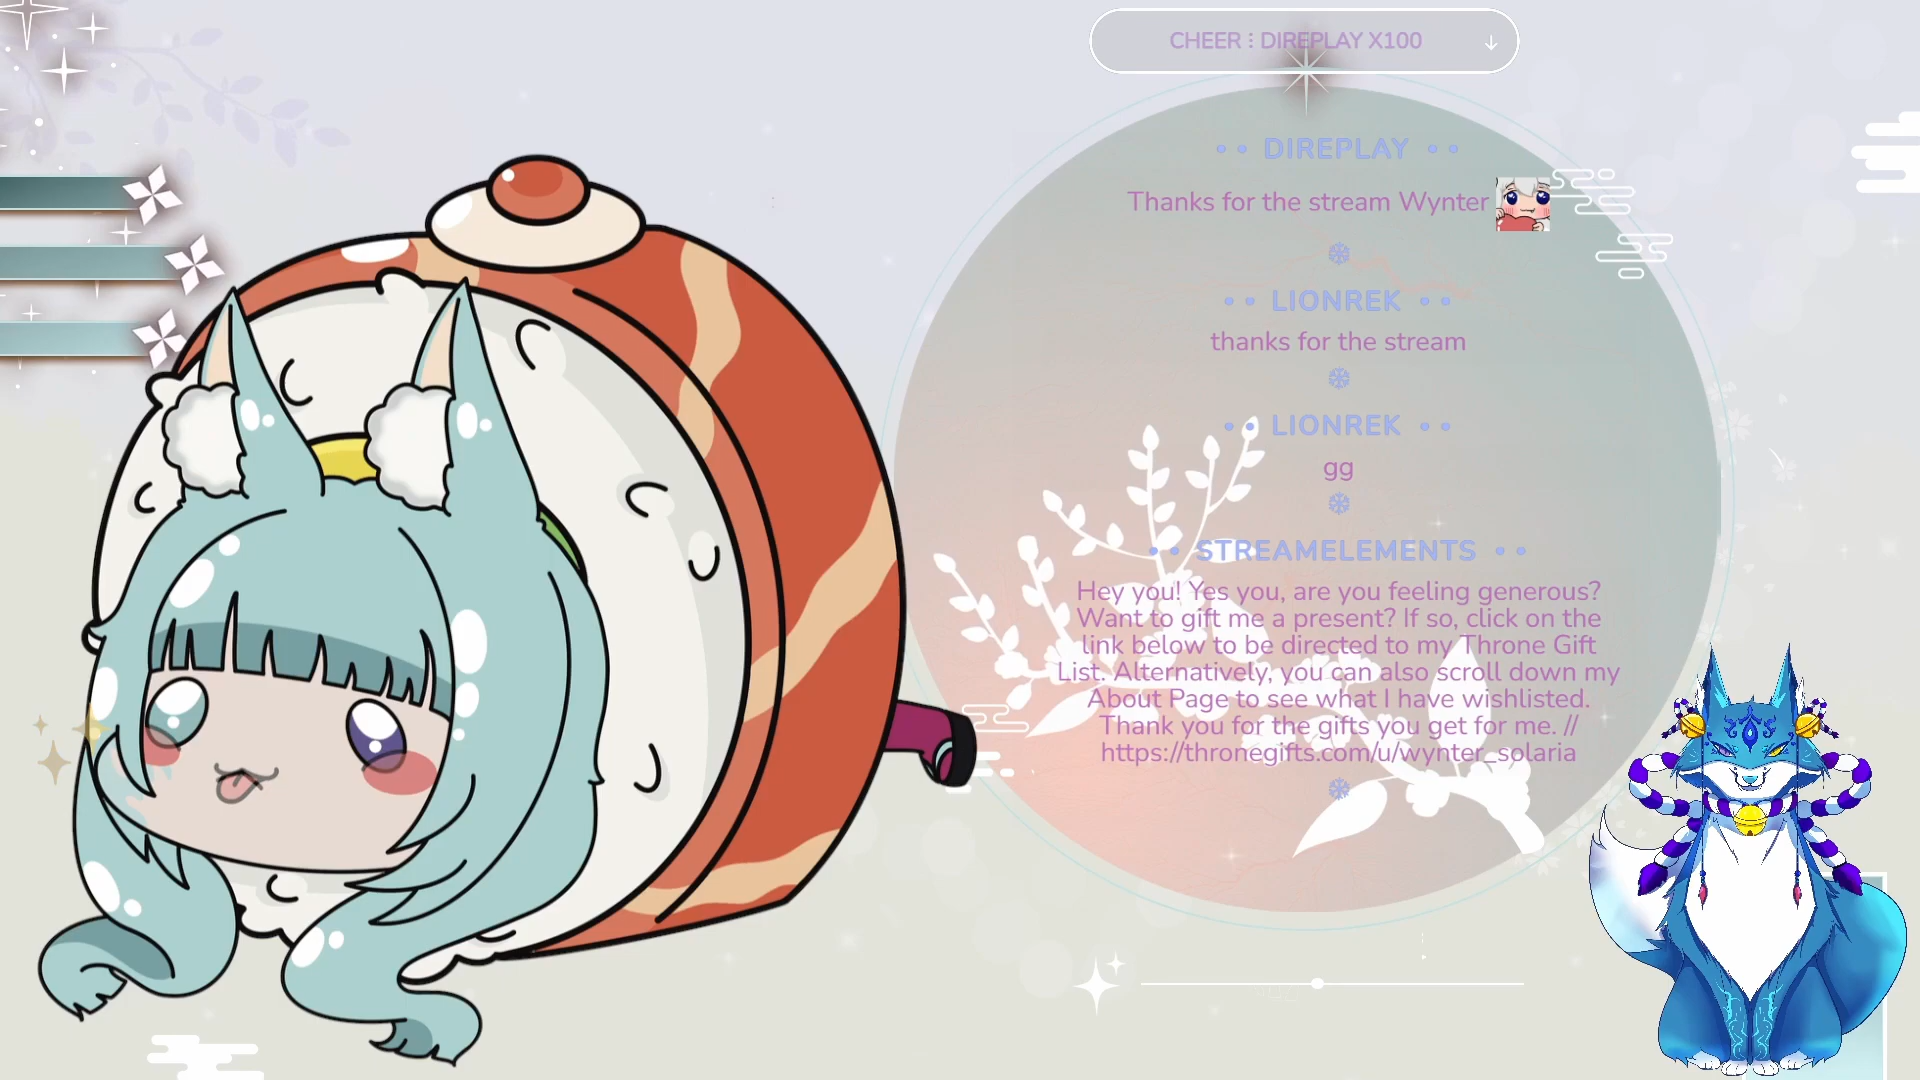 CHEER ⫶ DIREPLAY X100
•• DIREPLAY ••
Thanks for the stream Wynter
•• LIONREK ••
thanks for the stream
•• LIONREK ••
gg
•• STREAMELEMENTS ••
Hey you! Yes you, are you feeling generous?
Want to gift me a present? If so, click on the
link below to be directed to my Throne Gift
List. Alternatively, you can also scroll down my
About Page to see what I have wishlisted.
Thank you for the gifts you get for me. //
https://thronegifts.com/u/wynter_solaria